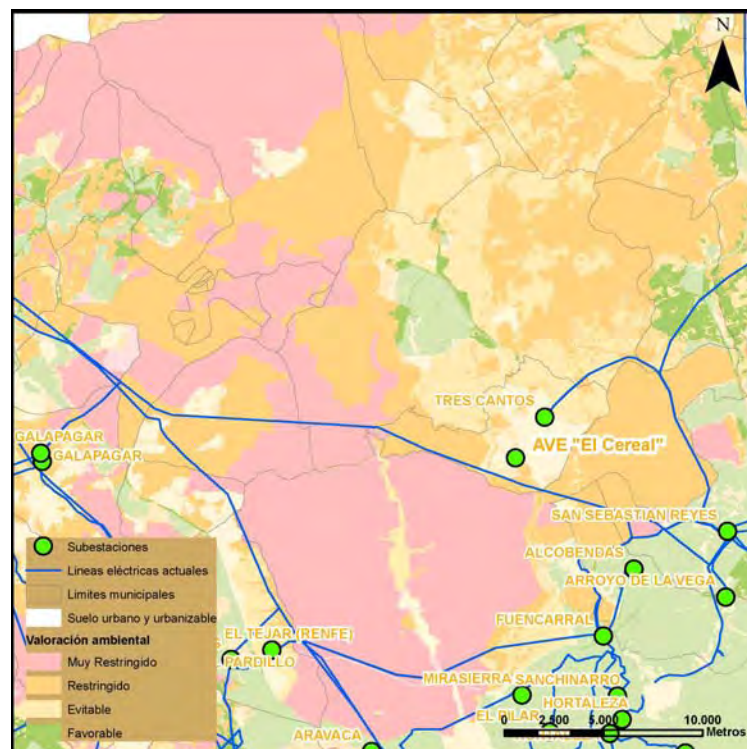 N
TRES CANTOS
AVE "El Cereal"
GALAPAGAR
GALAPAGAR
SAN SEBASTIAN REYES
ALCOBENDAS
ARROYO DE LA VEGA
FUENCARRAL
EL TEJAR (RENFE)
S
PARDILLO
MIRASIERRA
SANCHINARRO
HORTALEZA
EL PILAR
ARAVACA
Subestaciones
Lineas eléctricas actuales
Limites municipales
Suelo urbano y urbanizable
Valoración ambiental
Muy Restringido
Restringido
Evitable
Favorable
0 2.500 5.000 10.000
Metros